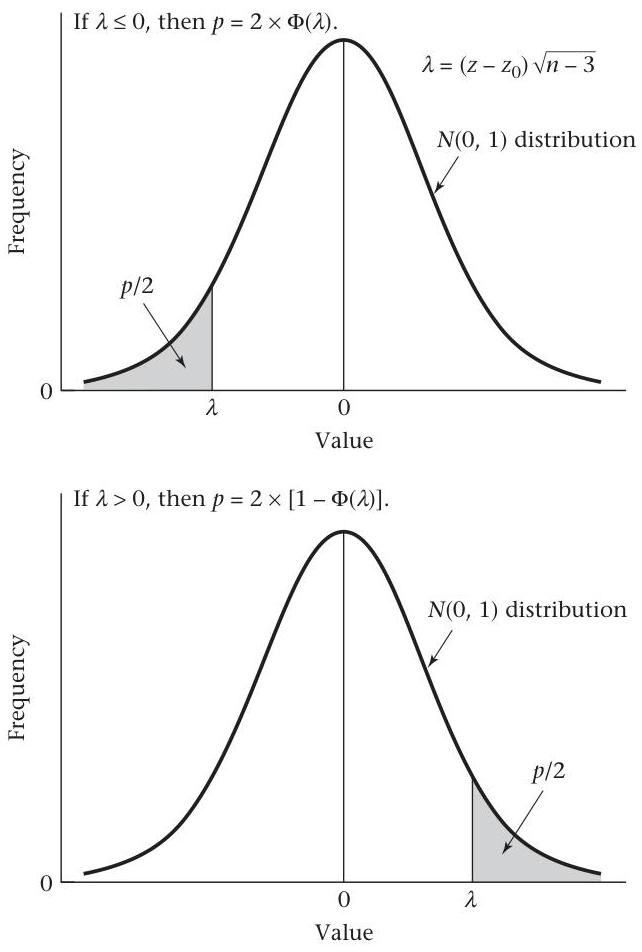 If λ ≤ 0, then p = 2 × Φ(λ).
λ = (z – z₀) √n – 3
N(0, 1) distribution
Frequency
p/2
0
λ
0
Value
If λ > 0, then p = 2 × [1 – Φ(λ)].
N(0, 1) distribution
Frequency
p/2
0
0
λ
Value